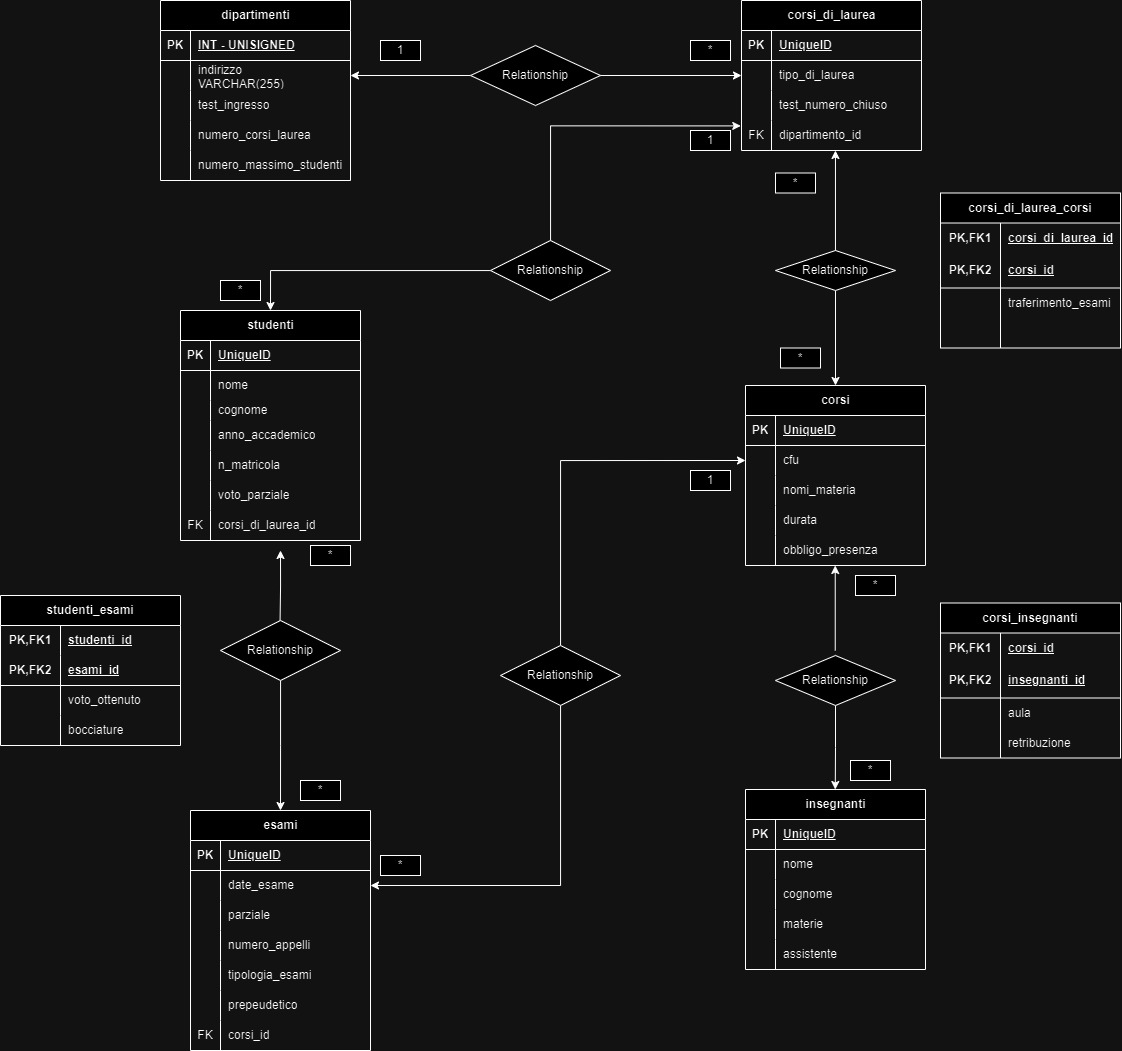 dipartimenti
PK INT - UNISIGNED
indirizzo
VARCHAR(255)
test_ingresso
numero_corsi_laurea
numero_massimo_studenti
1
Relationship
*
corsi_di_laurea
PK UniqueID
tipo_di_laurea
test_numero_chiuso
FK dipartimento_id
1
*
Relationship
*
Relationship
*
corsi_di_laurea_corsi
PK,FK1 corsi_di_laurea_id
PK,FK2 corsi_id
traferimento_esami
studenti
PK UniqueID
nome
cognome
anno_accademico
n_matricola
voto_parziale
FK corsi_di_laurea_id
*
corsi
PK UniqueID
cfu
nomi_materia
durata
obbligo_presenza
1
*
studenti_esami
PK,FK1 studenti_id
PK,FK2 esami_id
voto_ottenuto
bocciature
Relationship
Relationship
Relationship
corsi_insegnanti
PK,FK1 corsi_id
PK,FK2 insegnanti_id
aula
retribuzione
*
*
esami
PK UniqueID
date_esame
parziale
numero_appelli
tipologia_esami
prepeudetico
FK corsi_id
*
insegnanti
PK UniqueID
nome
cognome
materie
assistente